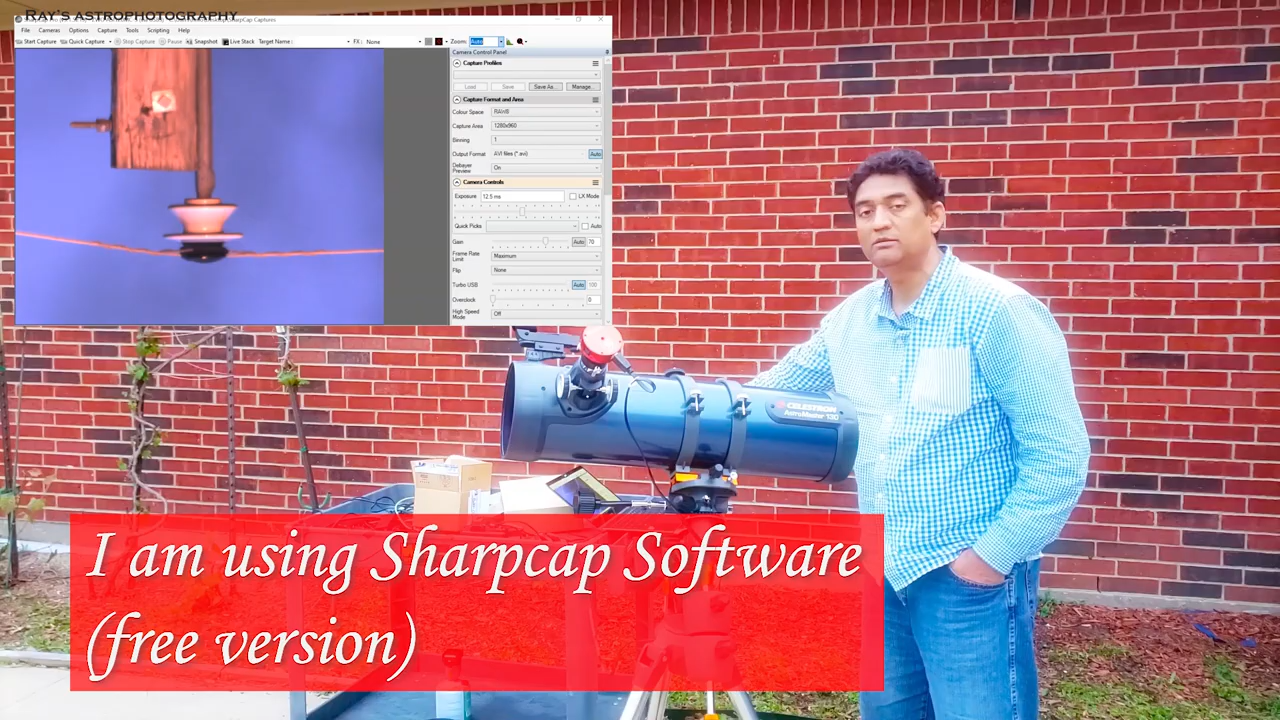 RAY'S ASTROPHOTOGRAPHY
File Cameras Options Capture Tools Scripting Help
Start Capture Quick Capture Stop Capture Pause Snapshot Live Stack Target Name: FX: None Zoom: Auto
Camera Control Panel
Capture Profiles
Load Save Save As... Manage...
Capture Format and Area
Colour Space RAW8
Capture Area 1280x960
Binning 1
Output Format AVI files (*.avi) Auto
Debayer
Preview On
Camera Controls
Exposure 12.5 ms LX Mode
Quick Picks Auto
Gain Auto 70
Frame Rate
Limit Maximum
Flip None
Turbo USB Auto 100
Overclock 0
High Speed
Mode Off
CELESTRON
AstroMaster 130
I am using Sharpcap Software
(free version)